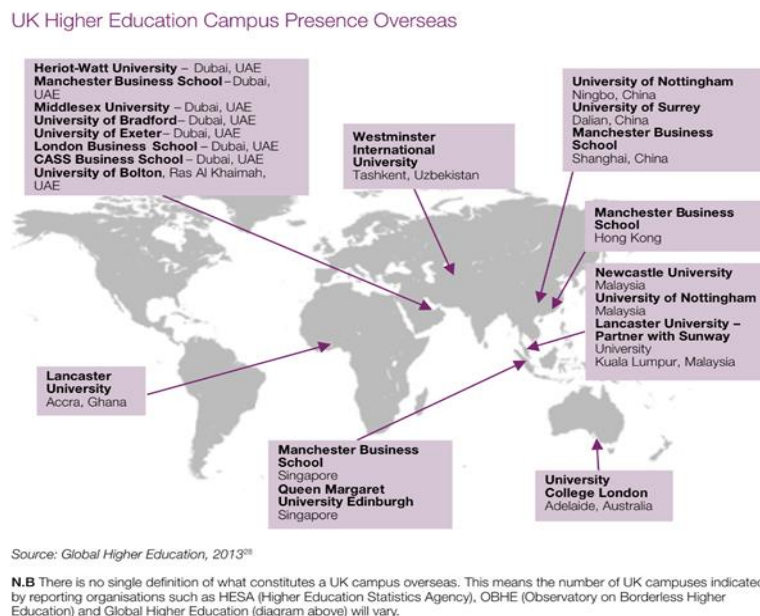 UK Higher Education Campus Presence Overseas
Heriot-Watt University – Dubai, UAE
Manchester Business School – Dubai,
UAE
Middlesex University – Dubai, UAE
University of Bradford– Dubai, UAE
University of Exeter– Dubai, UAE
London Business School – Dubai, UAE
CASS Business School – Dubai, UAE
University of Bolton, Ras Al Khaimah,
UAE
Westminster
International
University
Tashkent, Uzbekistan
University of Nottingham
Ningbo, China
University of Surrey
Dalian, China
Manchester Business
School
Shanghai, China
Manchester Business
School
Hong Kong
Newcastle University
Malaysia
University of Nottingham
Malaysia
Lancaster University –
Partner with Sunway
University
Kuala Lumpur, Malaysia
Lancaster
University
Accra, Ghana
Manchester Business
School
Singapore
Queen Margaret
University Edinburgh
Singapore
University
College London
Adelaide, Australia
Source: Global Higher Education, 2013²⁸
N.B There is no single definition of what constitutes a UK campus overseas. This means the number of UK campuses indicated
by reporting organisations such as HESA (Higher Education Statistics Agency), OBHE (Observatory on Borderless Higher
Education) and Global Higher Education (diagram above) will vary.